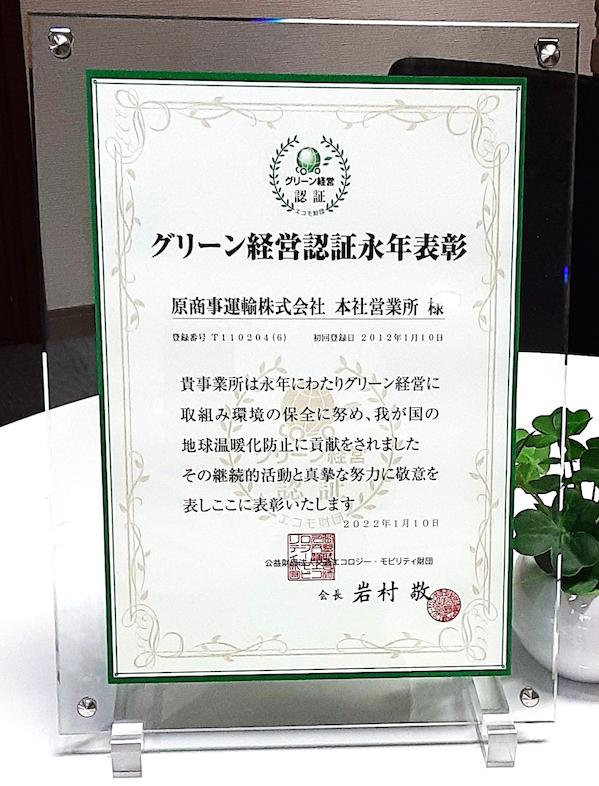 グリーン経営
認証
エコモ財団
グリーン経営認証永年表彰
原商事運輸株式会社 本社営業所 様
登録番号 T110204(6) 初回登録日 2012年1月10日
貴事業所は永年にわたりグリーン経営に
取組み環境の保全に努め、我が国の
地球温暖化防止に貢献をされました
その継続的活動と真摯な努力に敬意を
表しここに表彰いたします
2022年1月10日
公益財団法人交通エコロジー・モビリティ財団
会長 岩村 敬